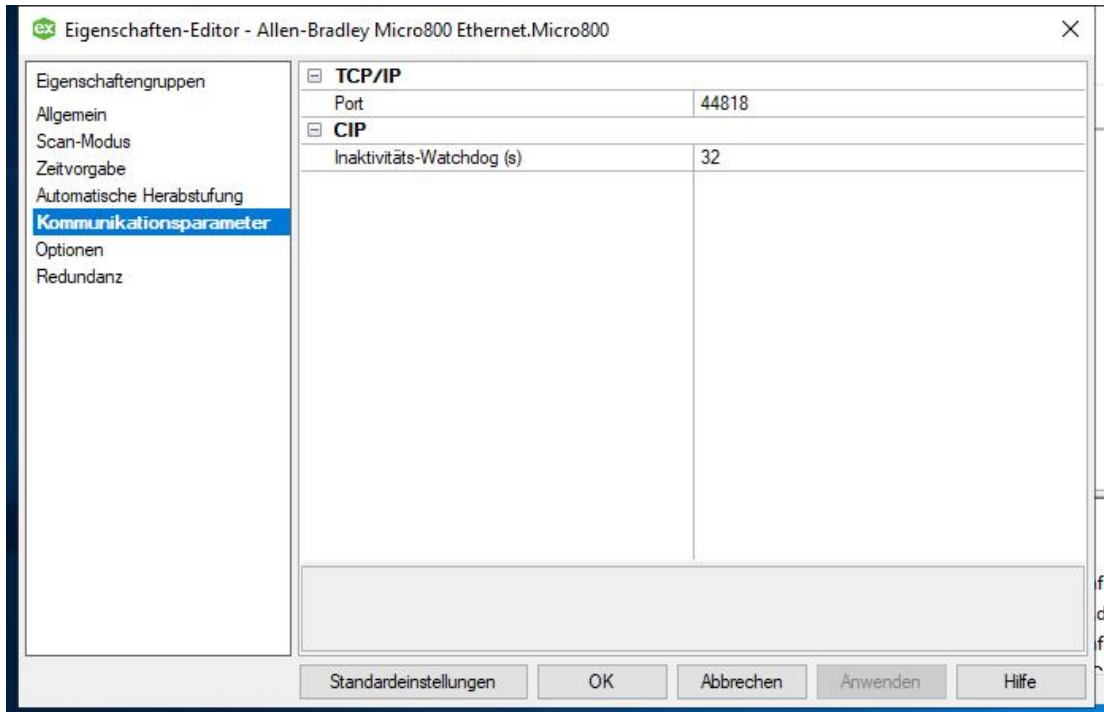 ex Eigenschaften-Editor - Allen-Bradley Micro800 Ethernet.Micro800
Eigenschaftengruppen
Allgemein
Scan-Modus
Zeitvorgabe
Automatische Herabstufung
Kommunikationsparameter
Optionen
Redundanz
TCP/IP
Port 44818
CIP
Inaktivitäts-Watchdog (s) 32
Standardeinstellungen OK Abbrechen Anwenden Hilfe